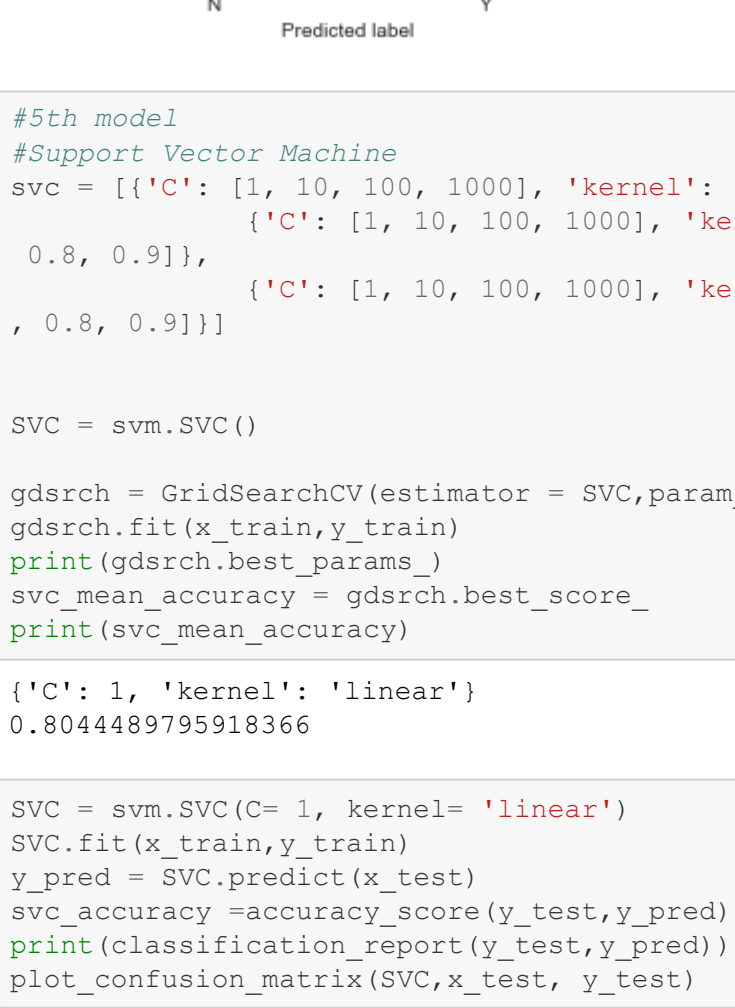 N Y
Predicted label
#5th model
#Support Vector Machine
svc = [{'C': [1, 10, 100, 1000], 'kernel':
{'C': [1, 10, 100, 1000], 'ke
0.8, 0.9]},
{'C': [1, 10, 100, 1000], 'ke
, 0.8, 0.9]}]
SVC = svm.SVC()
gdsrch = GridSearchCV(estimator = SVC,param_
gdsrch.fit(x_train,y_train)
print(gdsrch.best_params_)
svc_mean_accuracy = gdsrch.best_score_
print(svc_mean_accuracy)
{'C': 1, 'kernel': 'linear'}
0.8044489795918366
SVC = svm.SVC(C= 1, kernel= 'linear')
SVC.fit(x_train,y_train)
y_pred = SVC.predict(x_test)
svc_accuracy =accuracy_score(y_test,y_pred)
print(classification_report(y_test,y_pred))
plot_confusion_matrix(SVC,x_test, y_test)